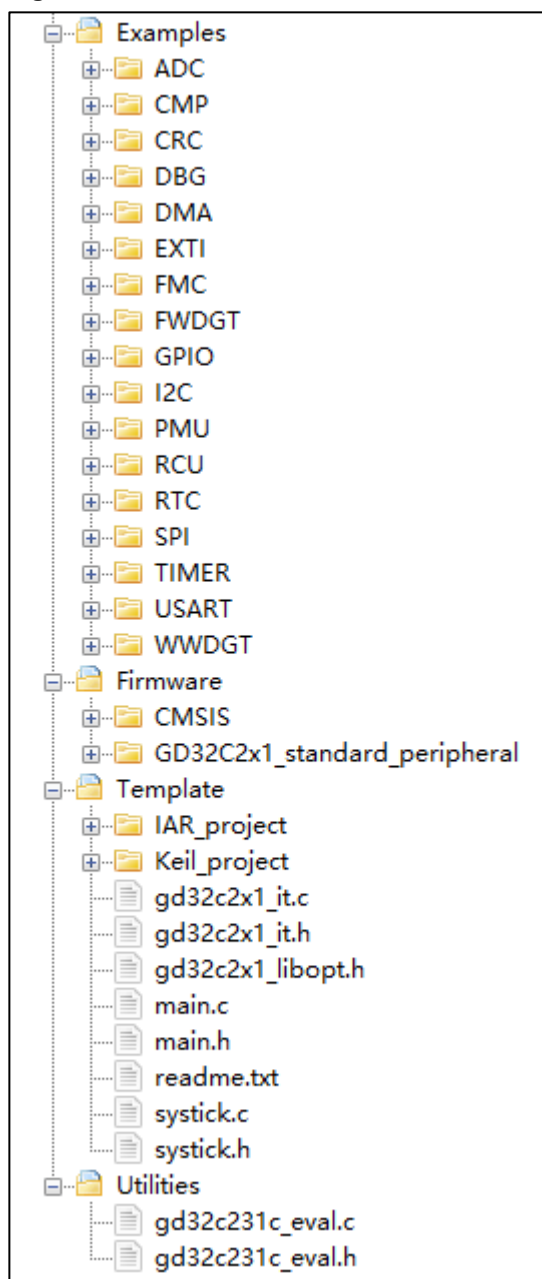 Examples
ADC
CMP
CRC
DBG
DMA
EXTI
FMC
FWDGT
GPIO
I2C
PMU
RCU
RTC
SPI
TIMER
USART
WWDGT
Firmware
CMSIS
GD32C2x1_standard_peripheral
Template
IAR_project
Keil_project
gd32c2x1_it.c
gd32c2x1_it.h
gd32c2x1_libopt.h
main.c
main.h
readme.txt
systick.c
systick.h
Utilities
gd32c231c_eval.c
gd32c231c_eval.h